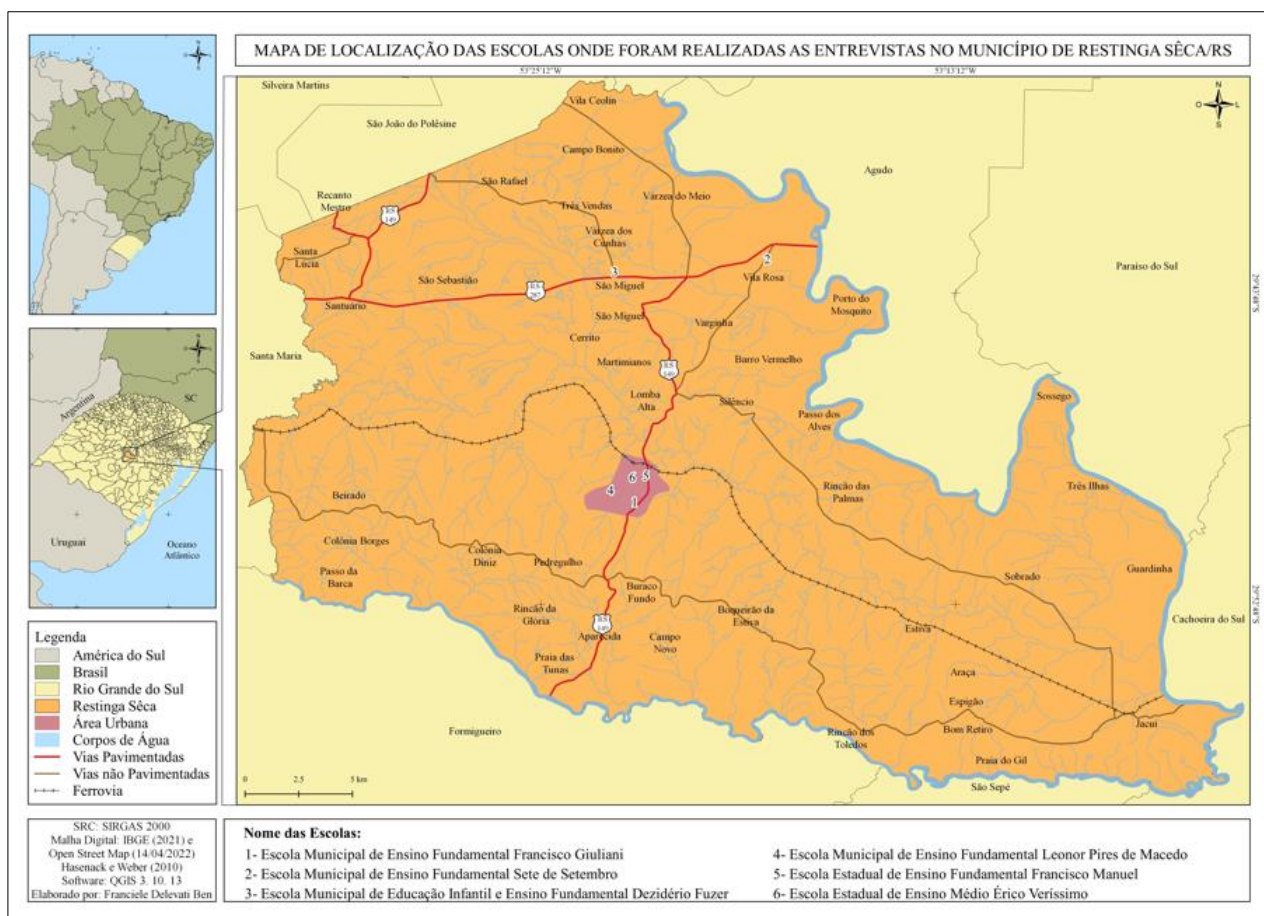 MAPA DE LOCALIZAÇÃO DAS ESCOLAS ONDE FORAM REALIZADAS AS ENTREVISTAS NO MUNICÍPIO DE RESTINGA SÊCA/RS
53°25'12"W
53°13'12"W
N
O
L
S
Silveira Martins
Vila Ceolin
São João do Polêsine
Campo Bonito
Agudo
São Rafael
Recanto
Mestro
Várzea do Meio
Três Vendas
RS
149
Várzea dos
Cunhas
Santa
Lúcia
3
2
Paraíso do Sul
São Sebastião
Vila Rosa
RS
287
São Miguel
Santuário
Porto do
Mosquito
São Miguel
Varginha
Cerrito
Santa Maria
Martimianos
RS
149
Barro Vermelho
Lomba
Alta
Silêncio
Sossego
Passo dos
Alves
6
5
4
1
Rincão das
Palmas
Três Ilhas
Beirado
Colônia Borges
Colônia
Diniz
Pedregulho
Passo da
Barca
Buraco
Fundo
Sobrado
Guardinha
Rincão da
Glória
Boqueirão da
Estiva
RS
149
Aparecida
Campo
Novo
Estiva
Cachoeira do Sul
Praia das
Tunas
Araça
Espigão
Formigueiro
Rincão dos
Toledos
Bom Retiro
Jacuí
Praia do Gil
São Sepé
0
2.5
5 km
Argentina
SC
Uruguai
Oceano
Atlântico
Legenda
América do Sul
Brasil
Rio Grande do Sul
Restinga Sêca
Área Urbana
Corpos de Água
Vias Pavimentadas
Vias não Pavimentadas
Ferrovia
SRC: SIRGAS 2000
Malha Digital: IBGE (2021) e
Open Street Map (14/04/2022)
Hasenack e Weber (2010)
Software: QGIS 3. 10. 13
Elaborado por: Franciele Delevati Ben
Nome das Escolas:
1- Escola Municipal de Ensino Fundamental Francisco Giuliani
2- Escola Municipal de Ensino Fundamental Sete de Setembro
3- Escola Municipal de Educação Infantil e Ensino Fundamental Dezidério Fuzer
4- Escola Municipal de Ensino Fundamental Leonor Pires de Macedo
5- Escola Estadual de Ensino Fundamental Francisco Manuel
6- Escola Estadual de Ensino Médio Érico Veríssimo